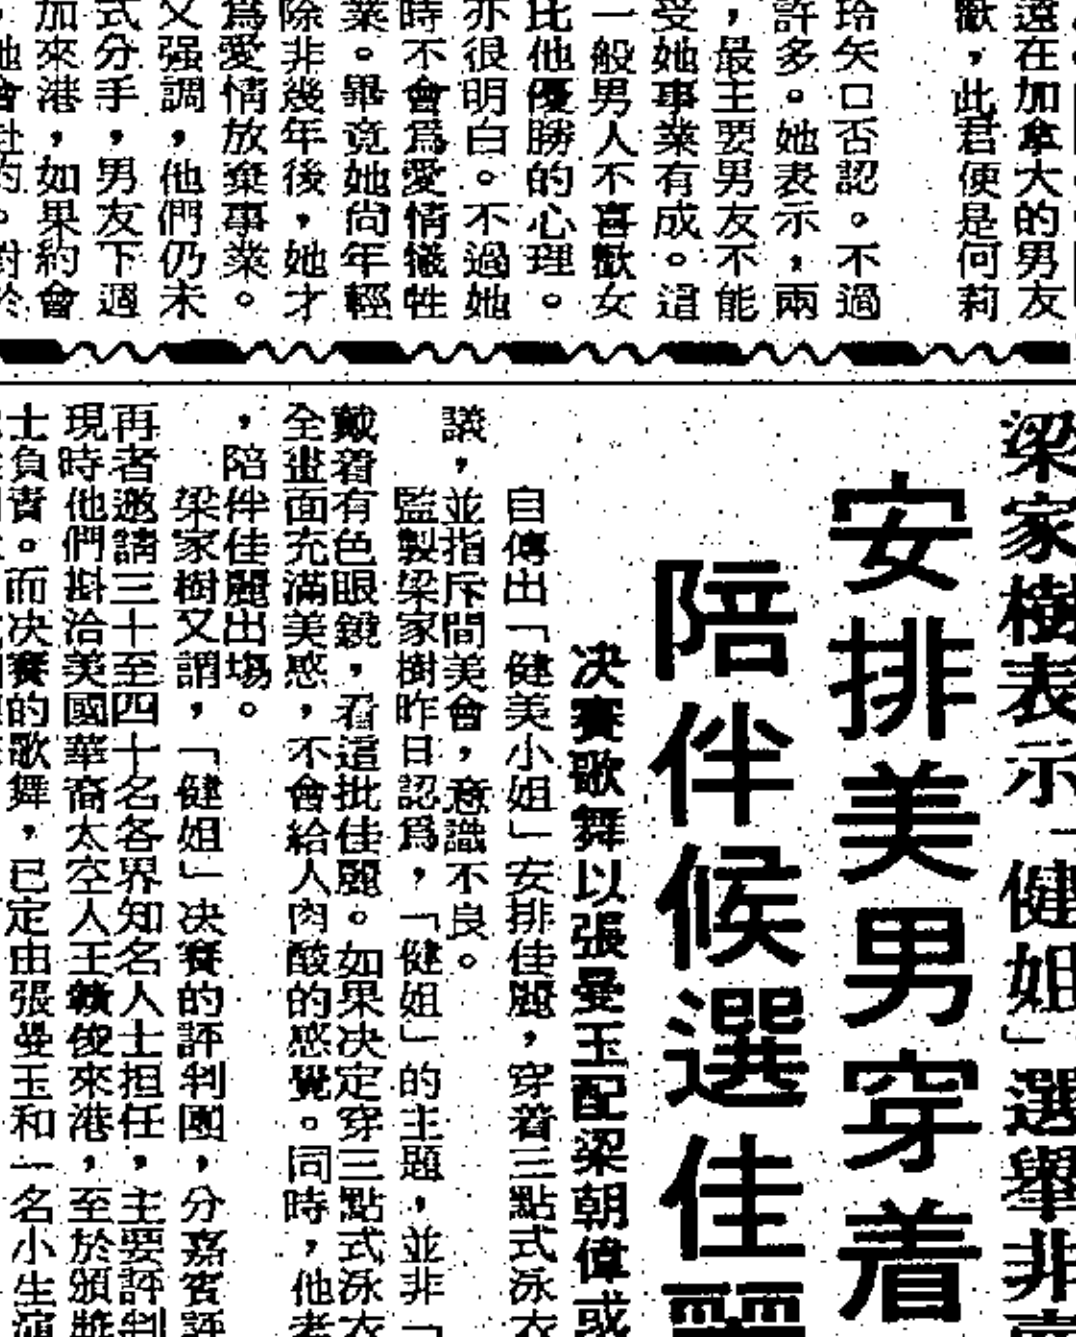 遠在加拿大的男友
歡，此君便是何莉
玲矢口否認。不過
許多。她表示，兩
，最主要男友不能
受她事業有成。這
一般男人不喜歡女
比他優勝的心理。
亦很明白。不過她
時不會爲愛情犧牲
業。畢竟她尚年輕
除非幾年後，她才
爲愛情放棄事業。
又强調，他們仍未
式分手，男友下週
加來港，如果約會
梁家樹表示「健姐」選舉非
安排美男穿着
陪伴候選佳麗
决賽歌舞以張曼玉配梁朝偉或
自傳出「健美小姐」安排佳麗，穿着三點式泳衣
議，並指斥間美會，意識不良。
監製梁家樹昨日認爲，「健姐」的主題，並非「
戴着有色眼鏡，看這批佳麗。如果决定穿三點式泳衣
全畫面充滿美感，不會給人肉酸的感覺。同時，他考
，陪伴佳麗出場。
梁家樹又謂，「健姐」决賽的評判團，分嘉賓評
再者邀請三十至四十名各界知名人士担任，主要評判
現時他們斟洽美國華裔太空人王贛俊來港，至於頒獎
士負責。而决賽的歌舞，已定由張曼玉和一名小生演